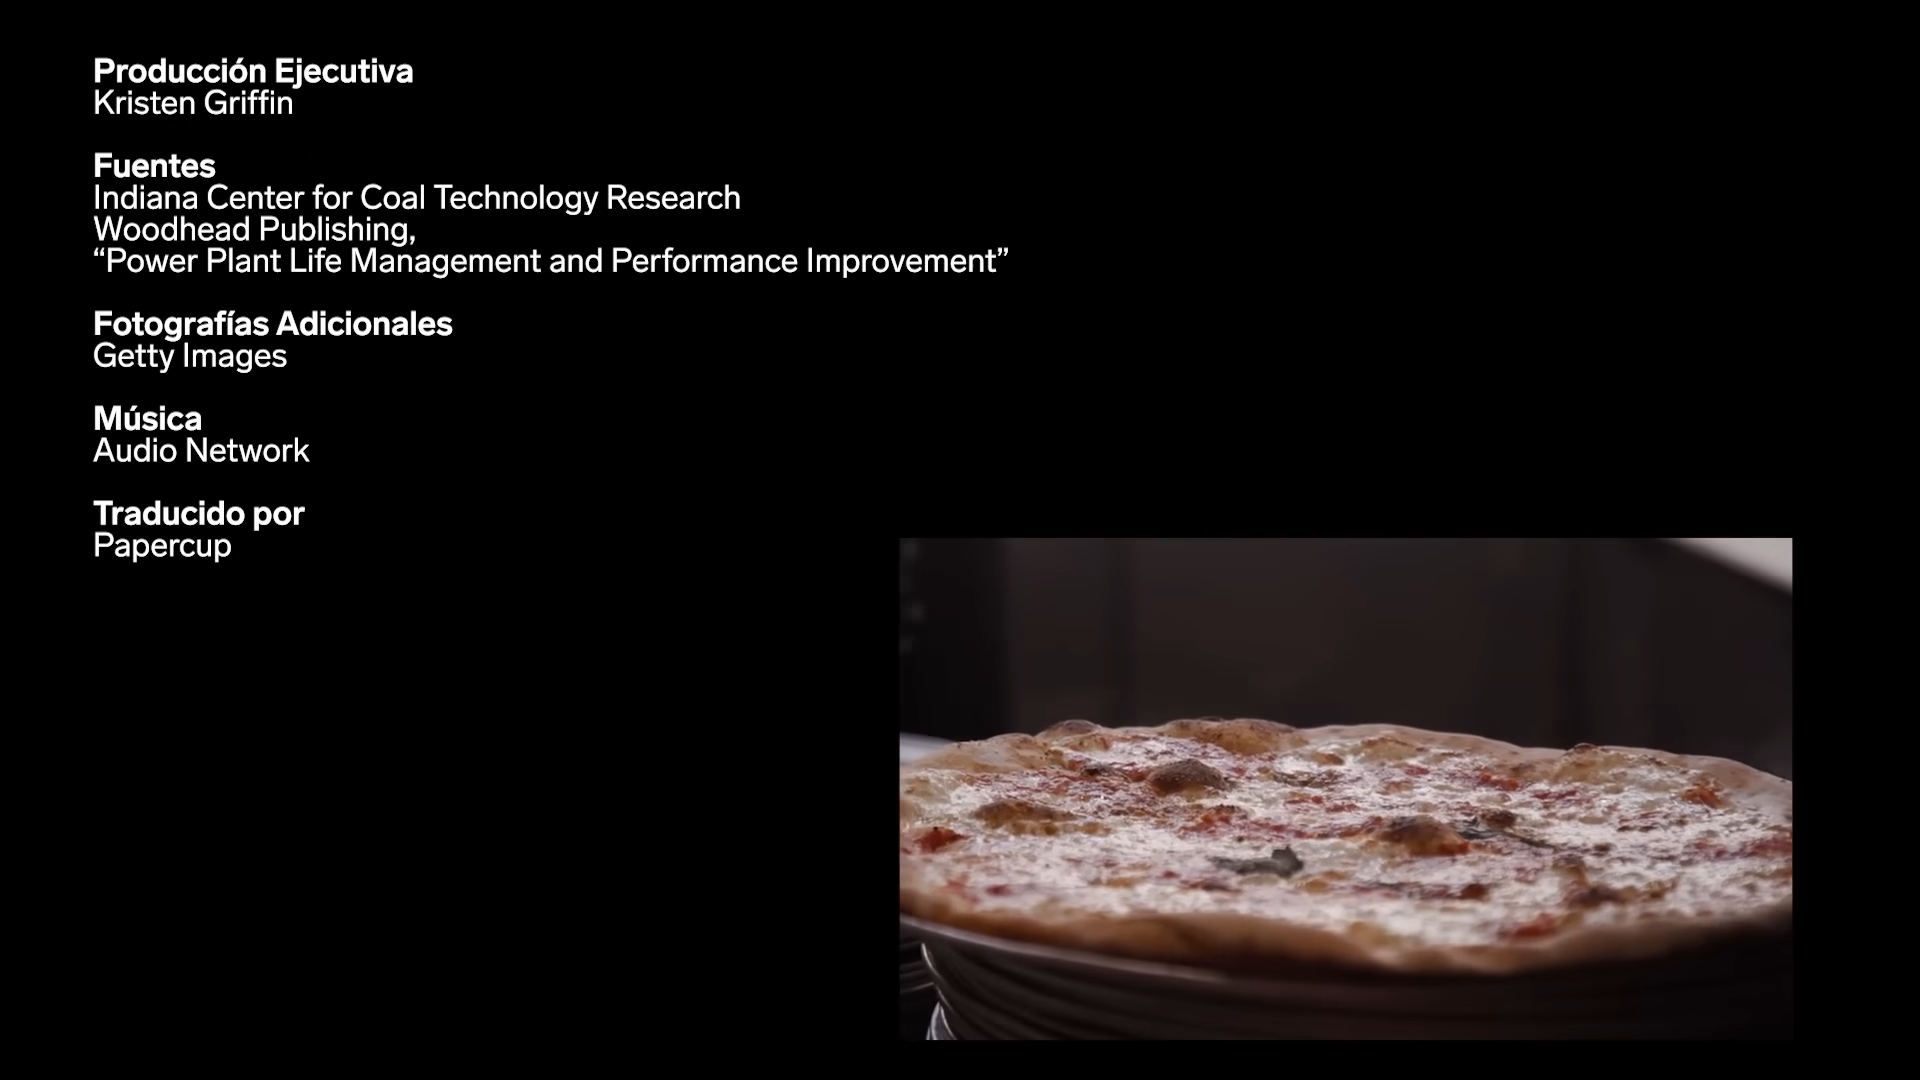 Producción Ejecutiva
Kristen Griffin
Fuentes
Indiana Center for Coal Technology Research
Woodhead Publishing,
“Power Plant Life Management and Performance Improvement”
Fotografías Adicionales
Getty Images
Música
Audio Network
Traducido por
Papercup